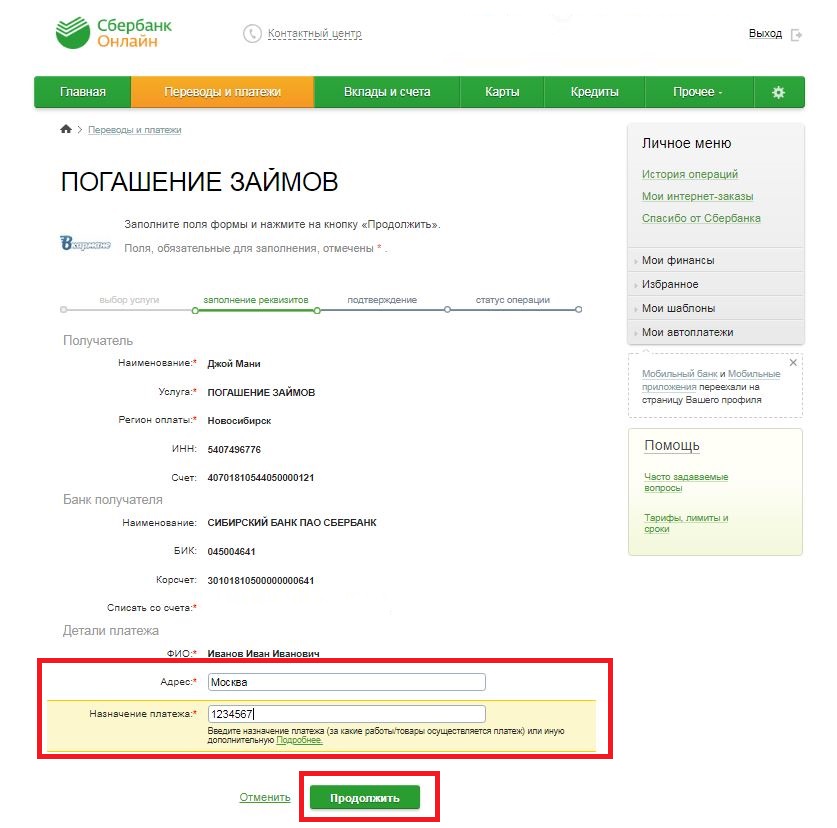 Сбербанк
Онлайн
Контактный центр
Выход
Главная
Переводы и платежи
Вклады и счета
Карты
Кредиты
Прочее
Переводы и платежи
ПОГАШЕНИЕ ЗАЙМОВ
Вкармане
Заполните поля формы и нажмите на кнопку «Продолжить».
Поля, обязательные для заполнения, отмечены * .
выбор услуги
заполнение реквизитов
подтверждение
статус операции
Получатель
Наименование:* Джой Мани
Услуга:* ПОГАШЕНИЕ ЗАЙМОВ
Регион оплаты:* Новосибирск
ИНН: 5407496776
Счет: 40701810544050000121
Банк получателя
Наименование: СИБИРСКИЙ БАНК ПАО СБЕРБАНК
БИК: 045004641
Корсчет: 30101810500000000641
Списать со счета:*
Детали платежа
ФИО:* Иванов Иван Иванович
Адрес:* Москва
Назначение платежа:* 1234567
Введите назначение платежа (за какие работы/товары осуществляется платеж) или иную
дополнительную Подробнее.
Отменить
Продолжить
Личное меню
История операций
Мои интернет-заказы
Спасибо от Сбербанка
Мои финансы
Избранное
Мои шаблоны
Мои автоплатежи
Мобильный банк и Мобильные
приложения переехали на
страницу Вашего профиля
Помощь
Часто задаваемые
вопросы
Тарифы, лимиты и
сроки